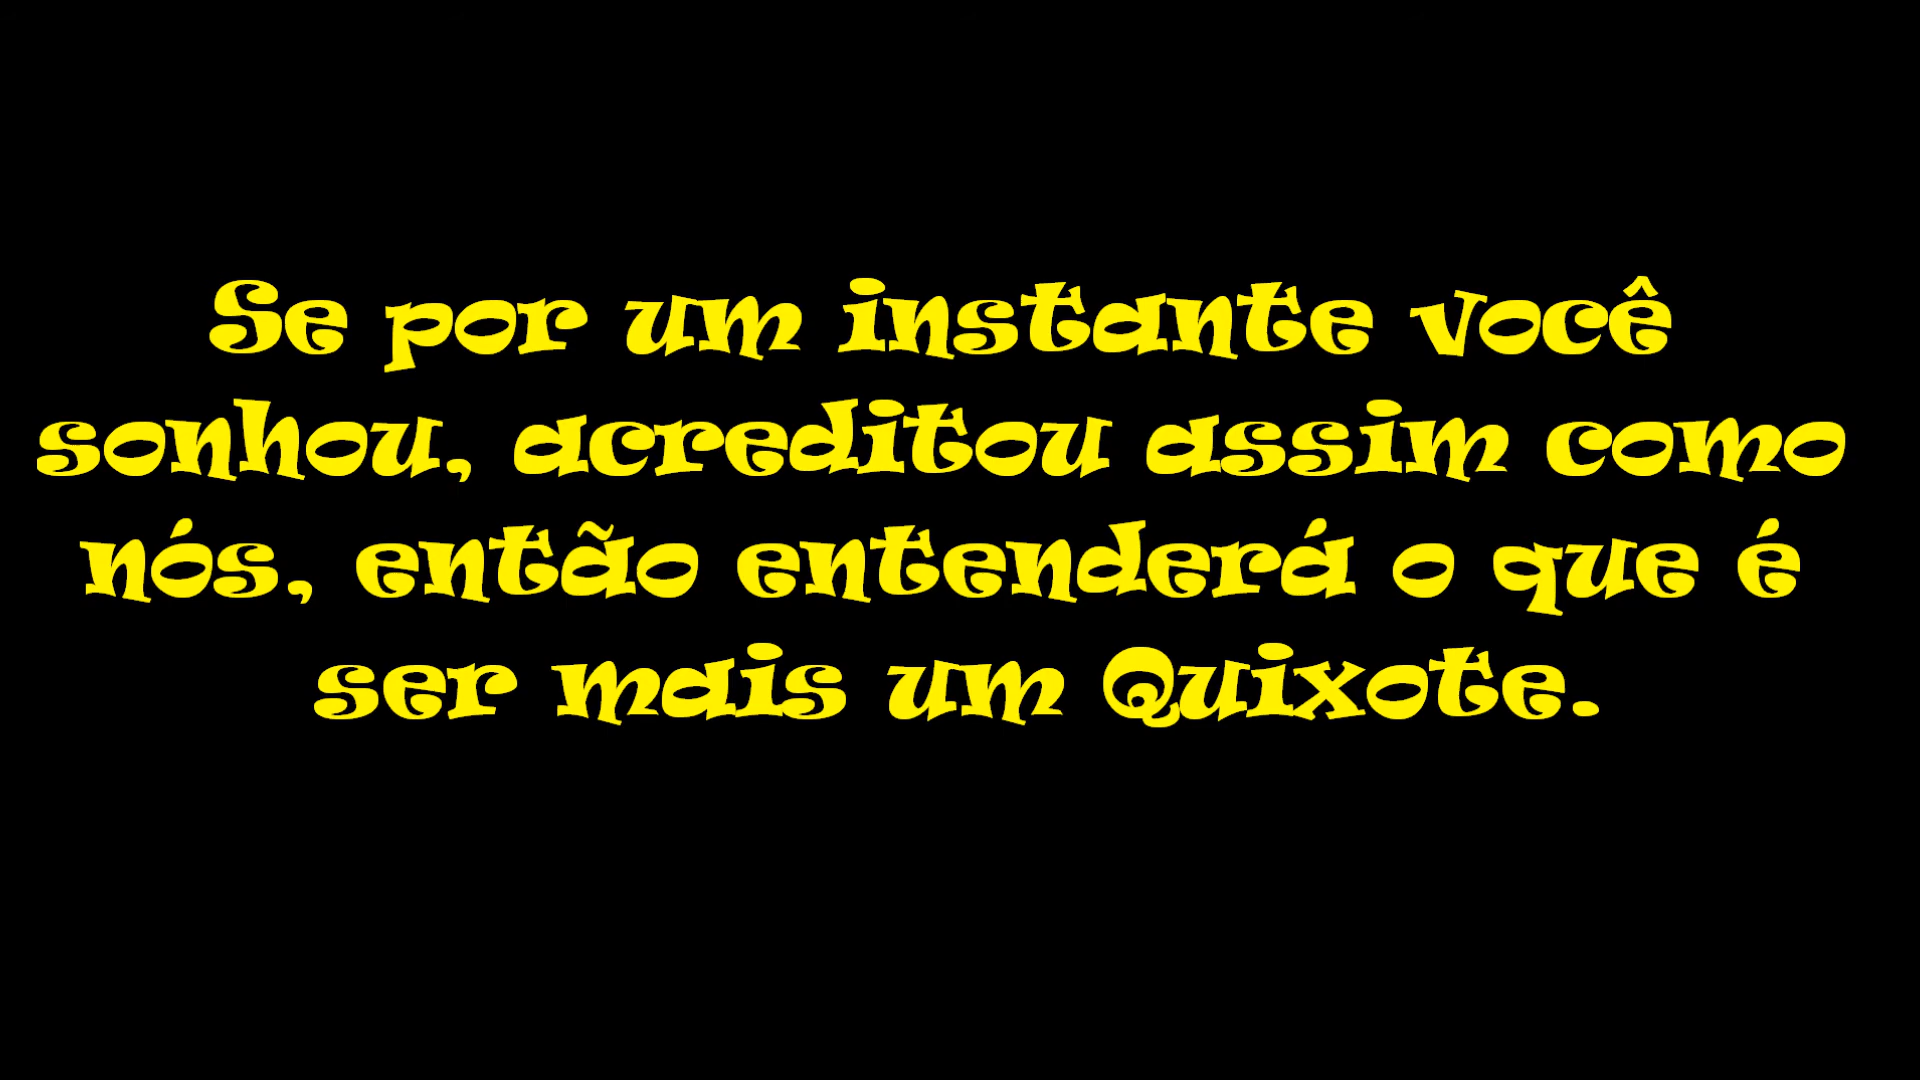 Se por um instante você
sonhou, acreditou assim como
nós, então entenderá o que é
ser mais um Quixote.